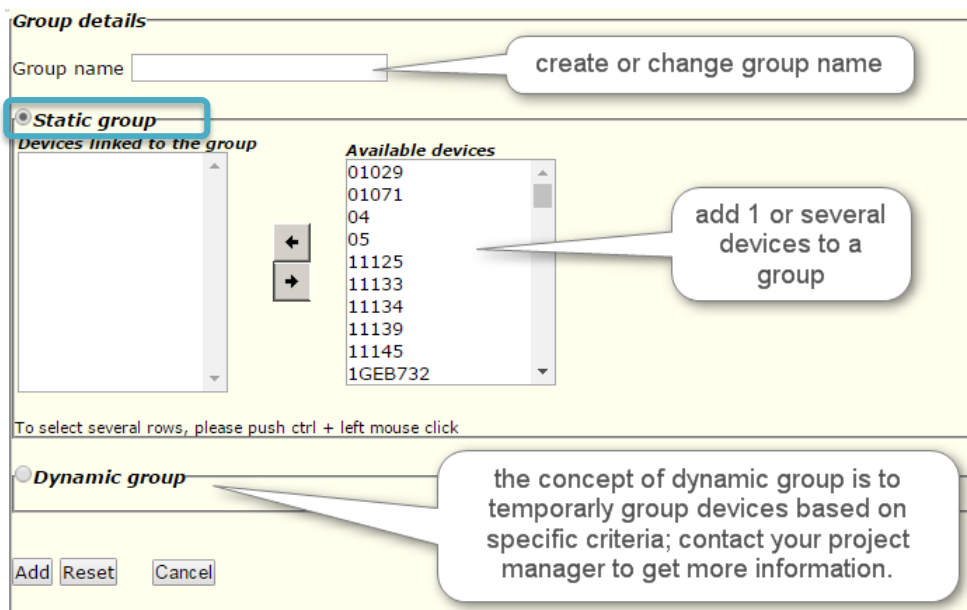 Group details
Group name
create or change group name
Static group
Devices linked to the group
Available devices
01029
01071
04
05
11125
11133
11134
11139
11145
1GEB732
add 1 or several
devices to a
group
To select several rows, please push ctrl + left mouse click
Dynamic group
the concept of dynamic group is to
temporarly group devices based on
specific criteria; contact your project
manager to get more information.
Add Reset Cancel